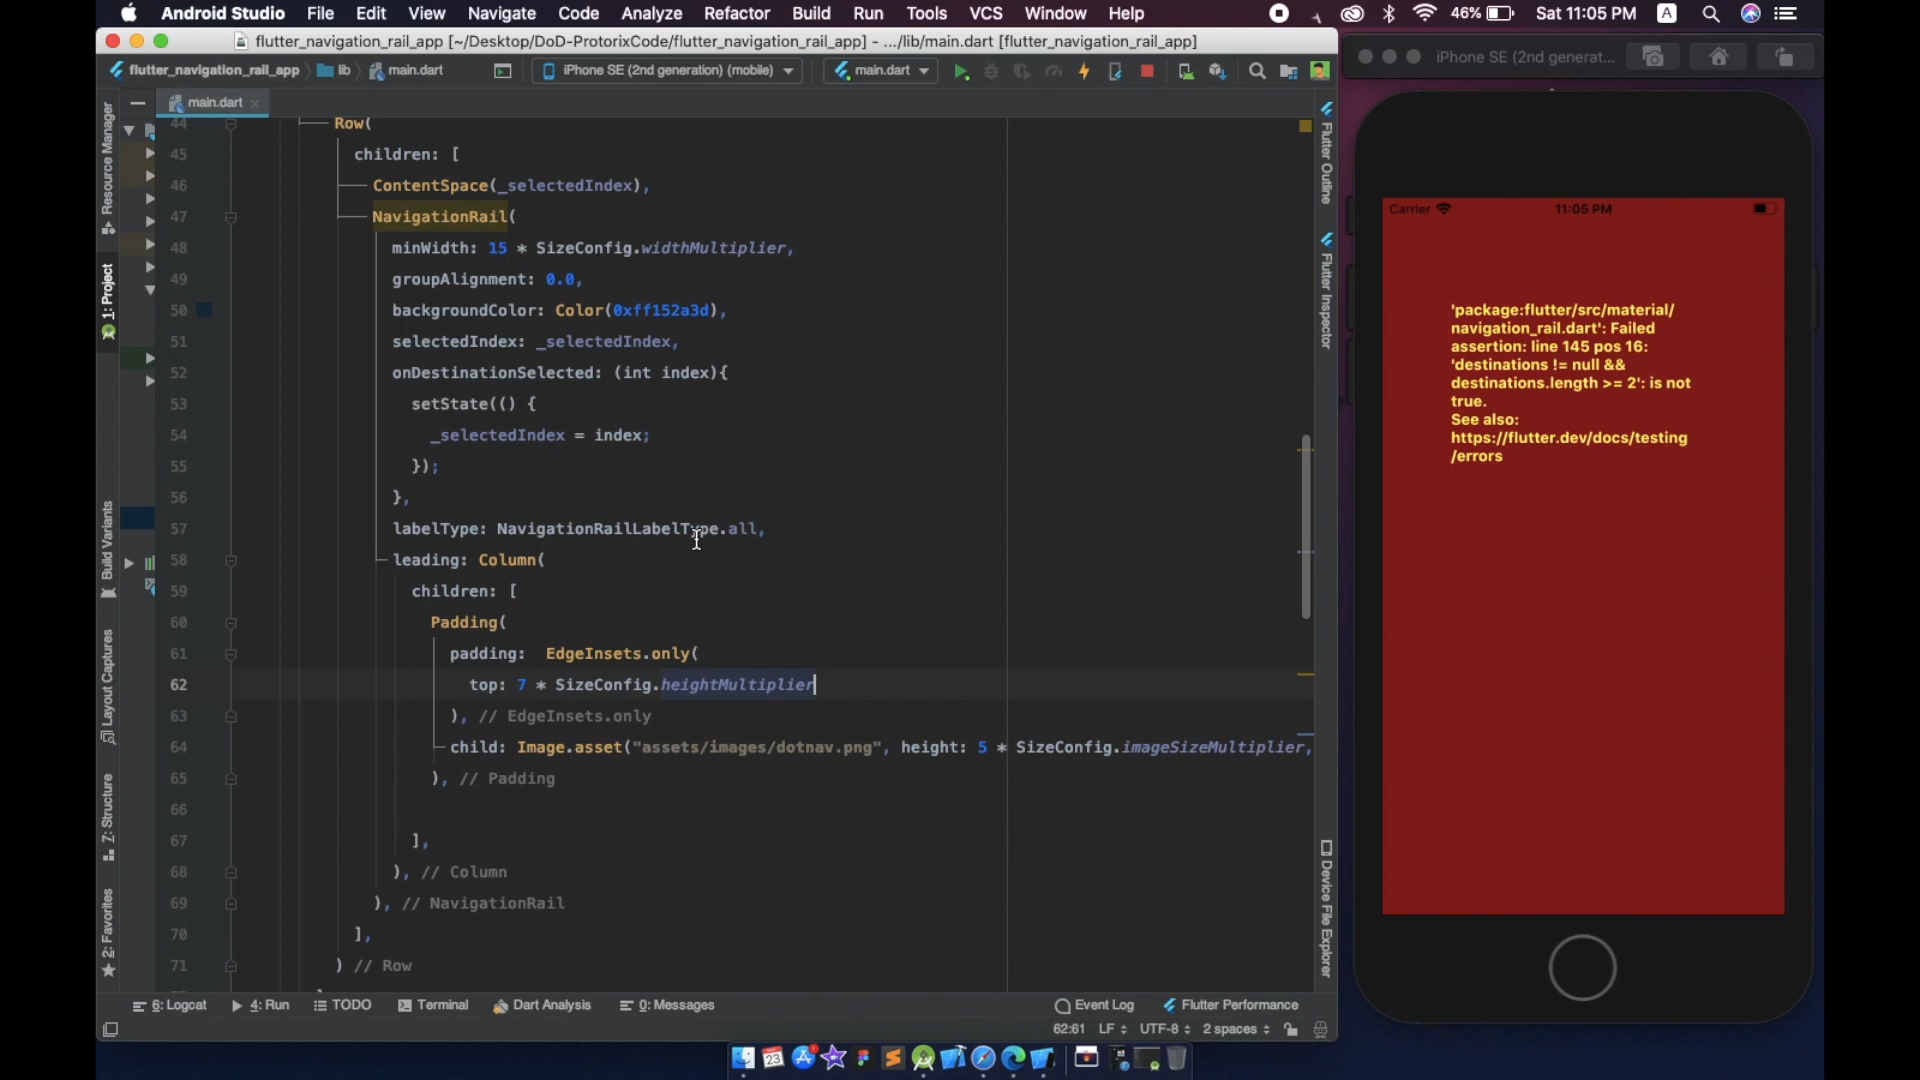 Android Studio File Edit View Navigate Code Analyze Refactor Build Run Tools VCS Window Help 46% Sat 11:05 PM A
flutter_navigation_rail_app [~/Desktop/DoD-ProtorixCode/flutter_navigation_rail_app] - .../lib/main.dart [flutter_navigation_rail_app]
flutter_navigation_rail_app lib main.dart iPhone SE (2nd generation) (mobile) main.dart
main.dart
44 Row(
45 children: [
46 ContentSpace(_selectedIndex),
47 NavigationRail(
48 minWidth: 15 * SizeConfig.widthMultiplier,
49 groupAlignment: 0.0,
50 backgroundColor: Color(0xff152a3d),
51 selectedIndex: _selectedIndex,
52 onDestinationSelected: (int index){
53 setState(() {
54 _selectedIndex = index;
55 });
56 },
57 labelType: NavigationRailLabelType.all,
58 leading: Column(
59 children: [
60 Padding(
61 padding: EdgeInsets.only(
62 top: 7 * SizeConfig.heightMultiplier
63 ), // EdgeInsets.only
64 child: Image.asset("assets/images/dotnav.png", height: 5 * SizeConfig.imageSizeMultiplier,
65 ), // Padding
66
67 ],
68 ), // Column
69 ), // NavigationRail
70 ],
71 ) // Row
Resource Manager
1: Project
Build Variants
Layout Captures
Z: Structure
2: Favorites
Flutter Outline
Flutter Inspector
Device File Explorer
6: Logcat 4: Run TODO Terminal Dart Analysis 0: Messages Event Log Flutter Performance
62:61 LF UTF-8 2 spaces
23
iPhone SE (2nd generat...
Carrier 11:05 PM
'package:flutter/src/material/
navigation_rail.dart': Failed
assertion: line 145 pos 16:
'destinations != null &&
destinations.length >= 2': is not
true.
See also:
https://flutter.dev/docs/testing
/errors